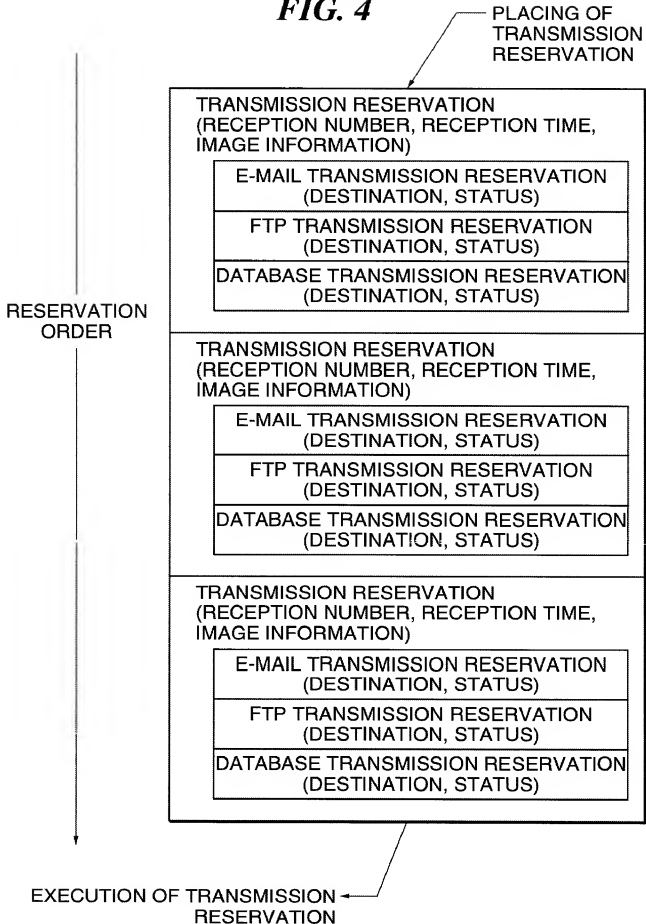 FIG. 4
PLACING OF
TRANSMISSION
RESERVATION
TRANSMISSION RESERVATION
(RECEPTION NUMBER, RECEPTION TIME,
IMAGE INFORMATION)
E-MAIL TRANSMISSION RESERVATION
(DESTINATION, STATUS)
FTP TRANSMISSION RESERVATION
(DESTINATION, STATUS)
DATABASE TRANSMISSION RESERVATION
(DESTINATION, STATUS)
RESERVATION
ORDER
TRANSMISSION RESERVATION
(RECEPTION NUMBER, RECEPTION TIME,
IMAGE INFORMATION)
E-MAIL TRANSMISSION RESERVATION
(DESTINATION, STATUS)
FTP TRANSMISSION RESERVATION
(DESTINATION, STATUS)
DATABASE TRANSMISSION RESERVATION
(DESTINATION, STATUS)
TRANSMISSION RESERVATION
(RECEPTION NUMBER, RECEPTION TIME,
IMAGE INFORMATION)
E-MAIL TRANSMISSION RESERVATION
(DESTINATION, STATUS)
FTP TRANSMISSION RESERVATION
(DESTINATION, STATUS)
DATABASE TRANSMISSION RESERVATION
(DESTINATION, STATUS)
EXECUTION OF TRANSMISSION
RESERVATION